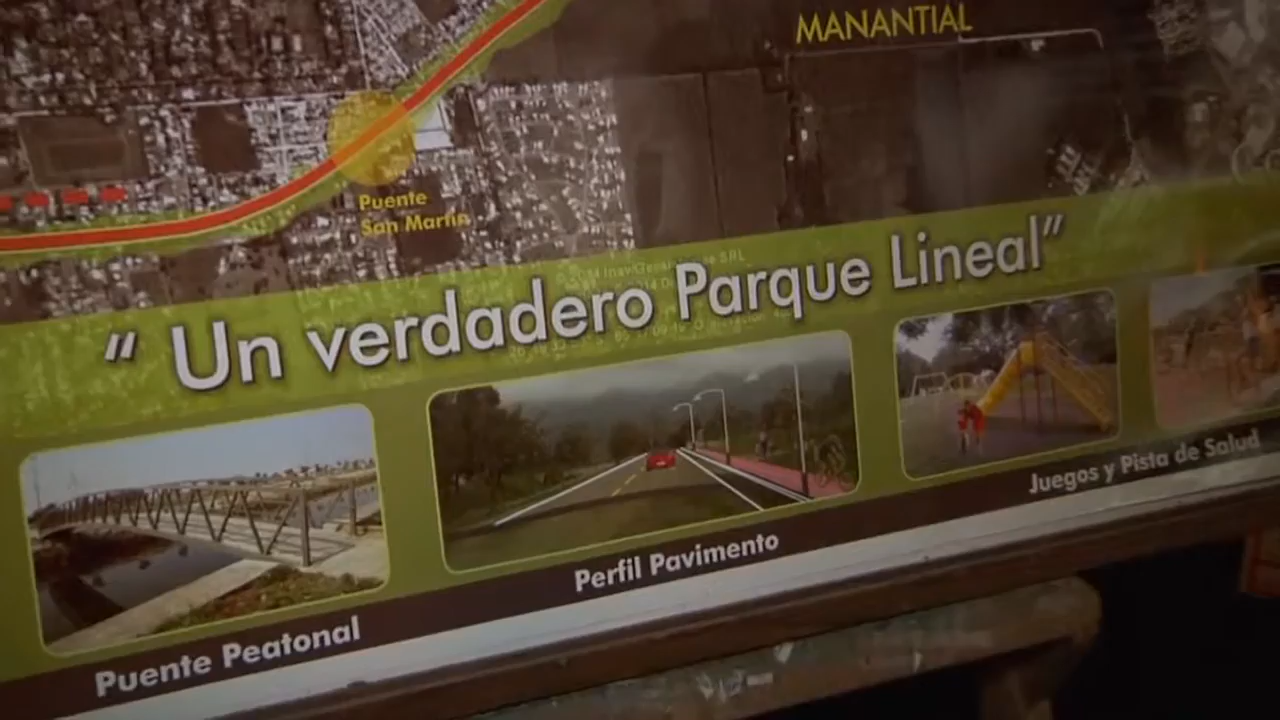 MANANTIAL
Puente
San Martín
“ Un verdadero Parque Lineal”
Juegos y Pista de Salud
Perfil Pavimento
Puente Peatonal